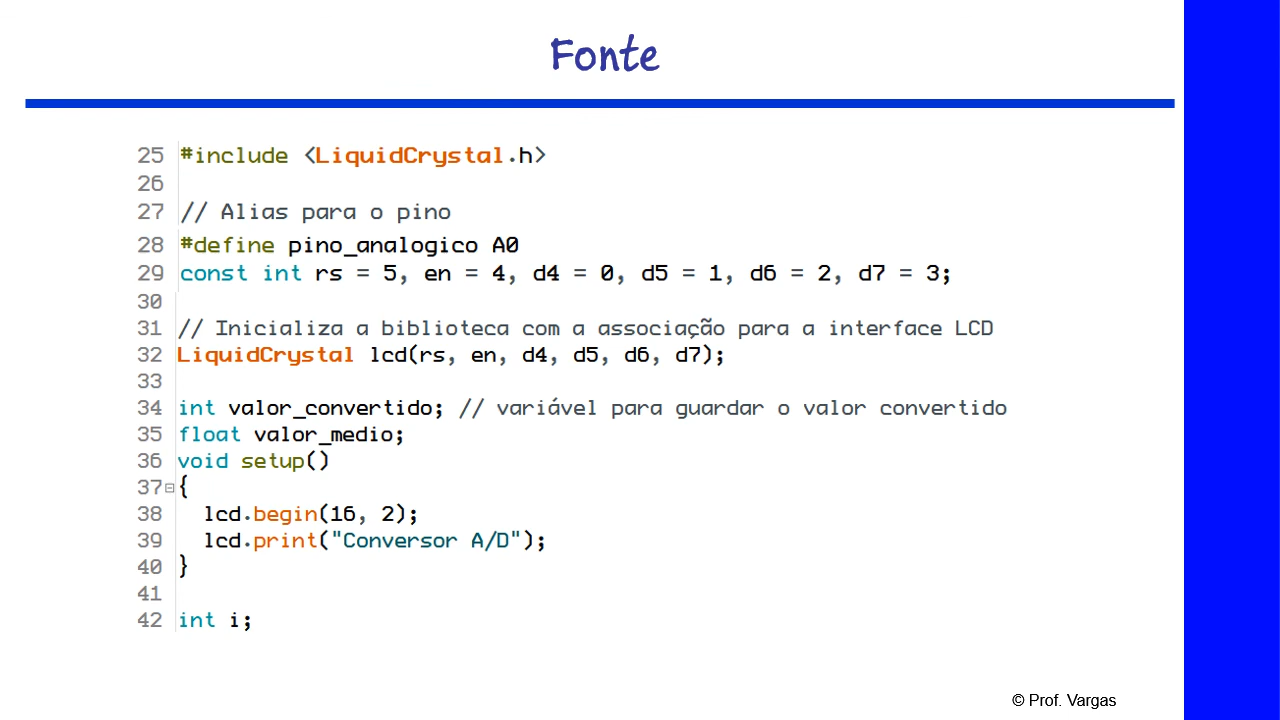 Fonte
25 #include <LiquidCrystal.h>
26
27 // Alias para o pino
28 #define pino_analogico A0
29 const int rs = 5, en = 4, d4 = 0, d5 = 1, d6 = 2, d7 = 3;
30
31 // Inicializa a biblioteca com a associação para a interface LCD
32 LiquidCrystal lcd(rs, en, d4, d5, d6, d7);
33
34 int valor_convertido; // variável para guardar o valor convertido
35 float valor_medio;
36 void setup()
37 {
38 lcd.begin(16, 2);
39 lcd.print("Conversor A/D");
40 }
41
42 int i;
© Prof. Vargas